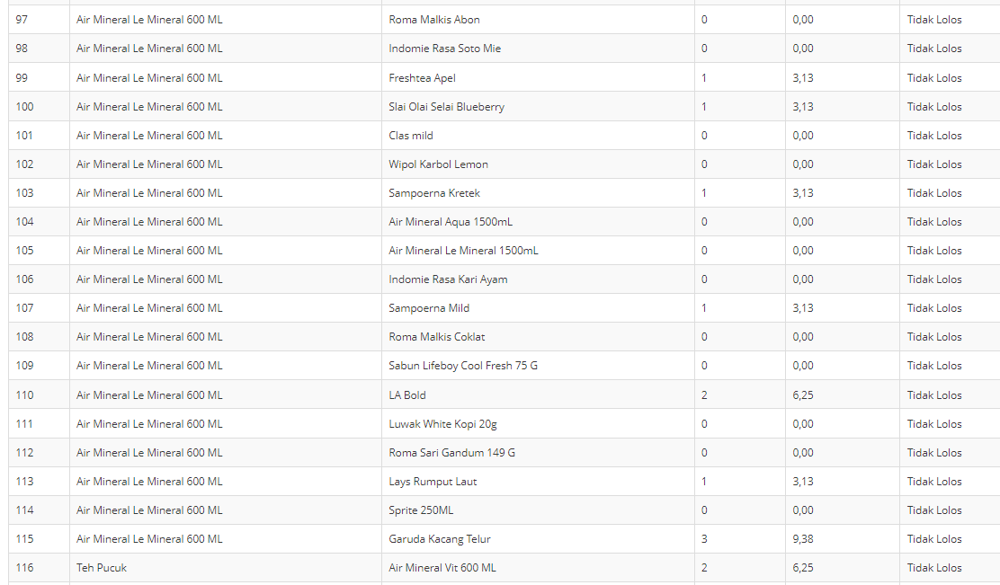 97 Air Mineral Le Mineral 600 ML Roma Malkis Abon 0 0,00 Tidak Lolos
98 Air Mineral Le Mineral 600 ML Indomie Rasa Soto Mie 0 0,00 Tidak Lolos
99 Air Mineral Le Mineral 600 ML Freshtea Apel 1 3,13 Tidak Lolos
100 Air Mineral Le Mineral 600 ML Slai Olai Selai Blueberry 1 3,13 Tidak Lolos
101 Air Mineral Le Mineral 600 ML Clas mild 0 0,00 Tidak Lolos
102 Air Mineral Le Mineral 600 ML Wipol Karbol Lemon 0 0,00 Tidak Lolos
103 Air Mineral Le Mineral 600 ML Sampoerna Kretek 1 3,13 Tidak Lolos
104 Air Mineral Le Mineral 600 ML Air Mineral Aqua 1500mL 0 0,00 Tidak Lolos
105 Air Mineral Le Mineral 600 ML Air Mineral Le Mineral 1500mL 0 0,00 Tidak Lolos
106 Air Mineral Le Mineral 600 ML Indomie Rasa Kari Ayam 0 0,00 Tidak Lolos
107 Air Mineral Le Mineral 600 ML Sampoerna Mild 1 3,13 Tidak Lolos
108 Air Mineral Le Mineral 600 ML Roma Malkis Coklat 0 0,00 Tidak Lolos
109 Air Mineral Le Mineral 600 ML Sabun Lifeboy Cool Fresh 75 G 0 0,00 Tidak Lolos
110 Air Mineral Le Mineral 600 ML LA Bold 2 6,25 Tidak Lolos
111 Air Mineral Le Mineral 600 ML Luwak White Kopi 20g 0 0,00 Tidak Lolos
112 Air Mineral Le Mineral 600 ML Roma Sari Gandum 149 G 0 0,00 Tidak Lolos
113 Air Mineral Le Mineral 600 ML Lays Rumput Laut 1 3,13 Tidak Lolos
114 Air Mineral Le Mineral 600 ML Sprite 250ML 0 0,00 Tidak Lolos
115 Air Mineral Le Mineral 600 ML Garuda Kacang Telur 3 9,38 Tidak Lolos
116 Teh Pucuk Air Mineral Vit 600 ML 2 6,25 Tidak Lolos